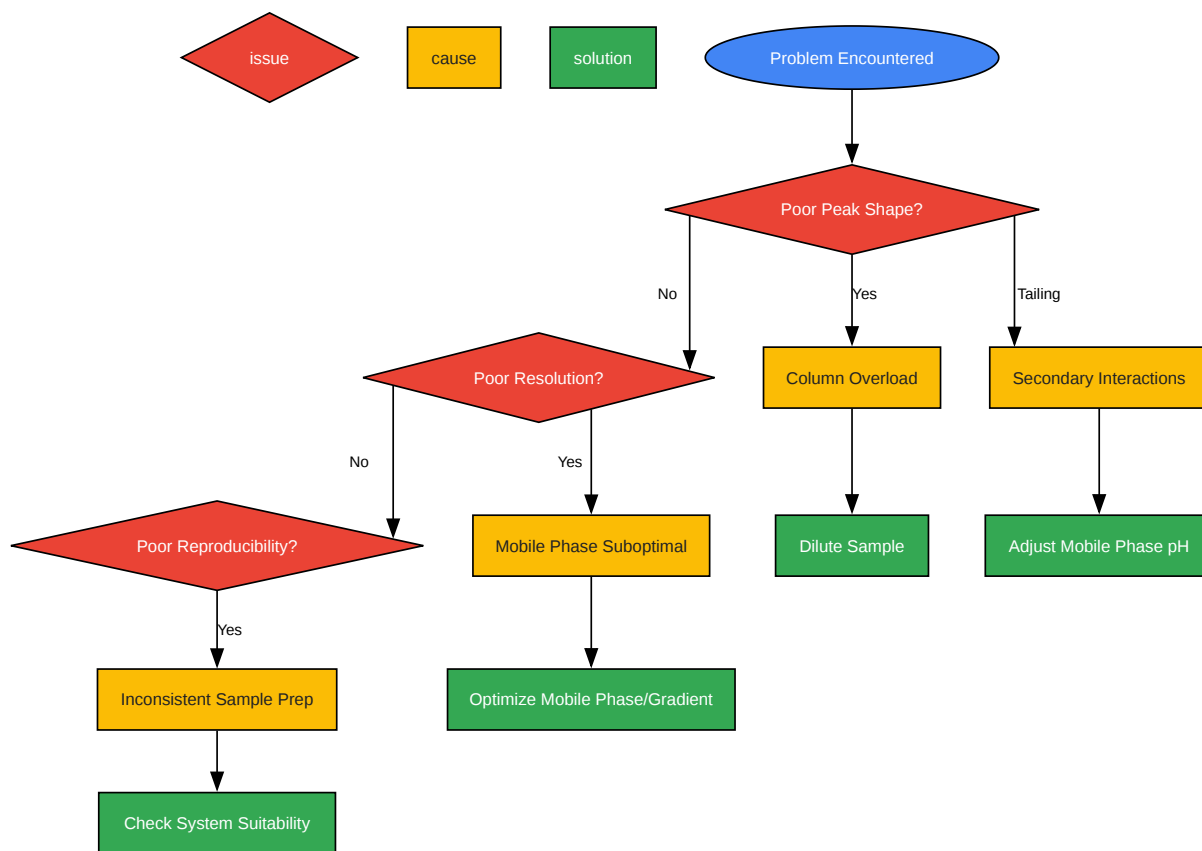 issue
cause
solution
Problem Encountered
Poor Peak Shape?
No
Yes
Tailing
Poor Resolution?
Column Overload
Secondary Interactions
No
Yes
Poor Reproducibility?
Mobile Phase Suboptimal
Dilute Sample
Adjust Mobile Phase pH
Yes
Inconsistent Sample Prep
Optimize Mobile Phase/Gradient
Check System Suitability